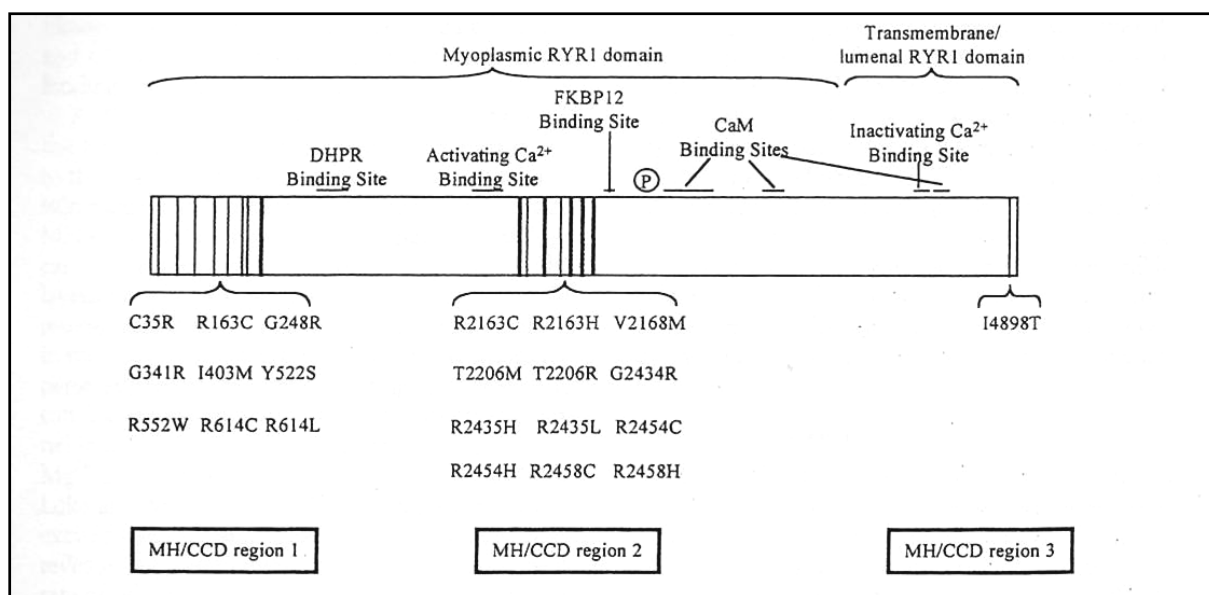 Transmembrane/
Myoplasmic RYR1 domain
lumenal RYR1 domain
FKBP12
Binding Site
CaM
Binding Sites
Inactivating Ca²⁺
Binding Site
DHPR
Binding Site
Activating Ca²⁺
Binding Site
P
C35R R163C G248R
G341R I403M Y522S
R552W R614C R614L
R2163C R2163H V2168M
T2206M T2206R G2434R
R2435H R2435L R2454C
R2454H R2458C R2458H
I4898T
MH/CCD region 1
MH/CCD region 2
MH/CCD region 3